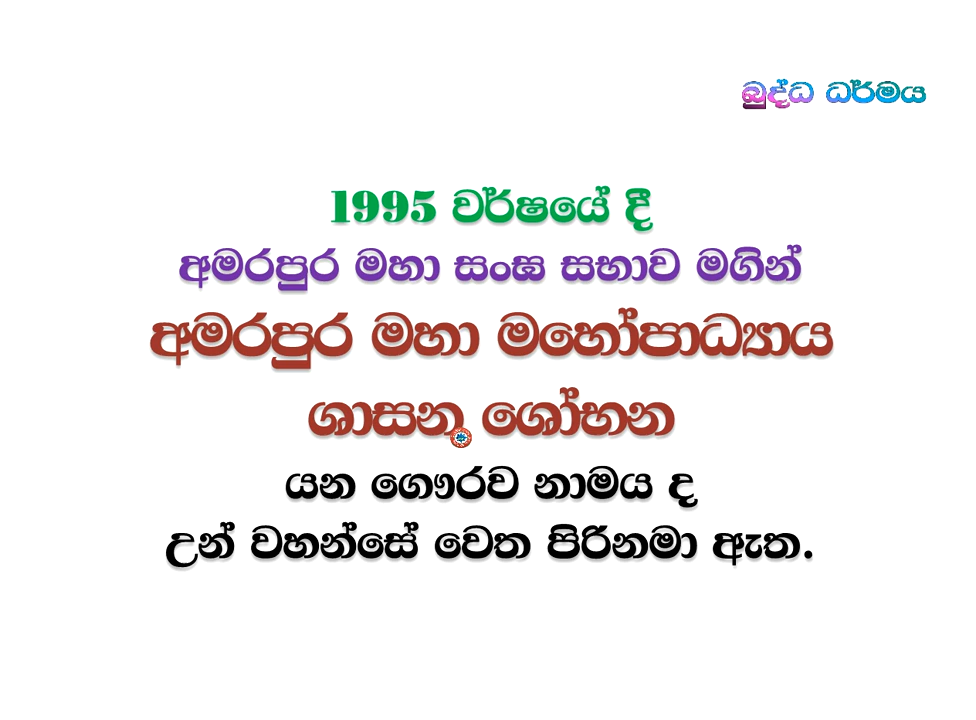 බුද්ධ ධර්මය
1995 වර්ෂයේ දී
අමරපුර මහා සංඝ සභාව මගින්
අමරපුර මහා මහෝපාධ්‍යාය
ශාසන ශෝභන
යන ගෞරව නාමය ද
උන් වහන්සේ වෙත පිරිනමා ඇත.